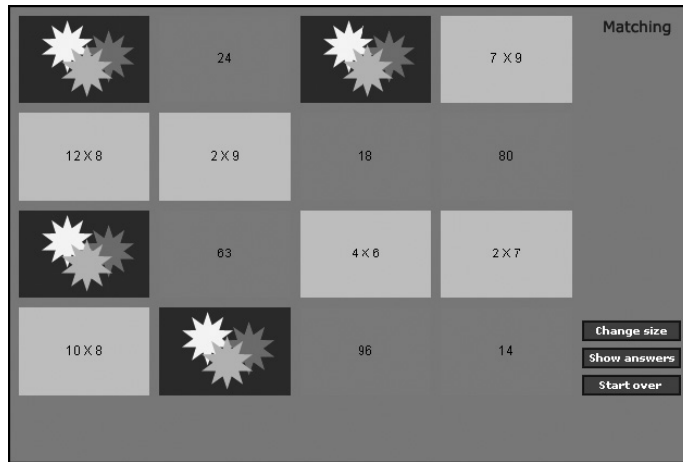 Matching
24
7 X 9
12 X 8
2 X 9
18
80
63
4 X 6
2 X 7
10 X 8
96
14
Change size
Show answers
Start over